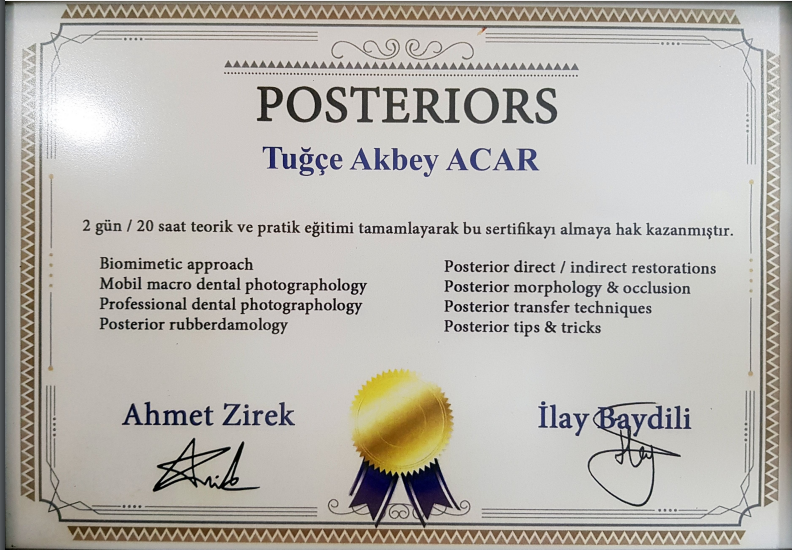 POSTERIORS
Tuğçe Akbey ACAR
2 gün / 20 saat teorik ve pratik eğitimi tamamlayarak bu sertifikayı almaya hak kazanmıştır.
Biomimetic approach
Mobil macro dental photographology
Professional dental photographology
Posterior rubberdamology
Posterior direct / indirect restorations
Posterior morphology & occlusion
Posterior transfer techniques
Posterior tips & tricks
Ahmet Zirek
İlay Baydili